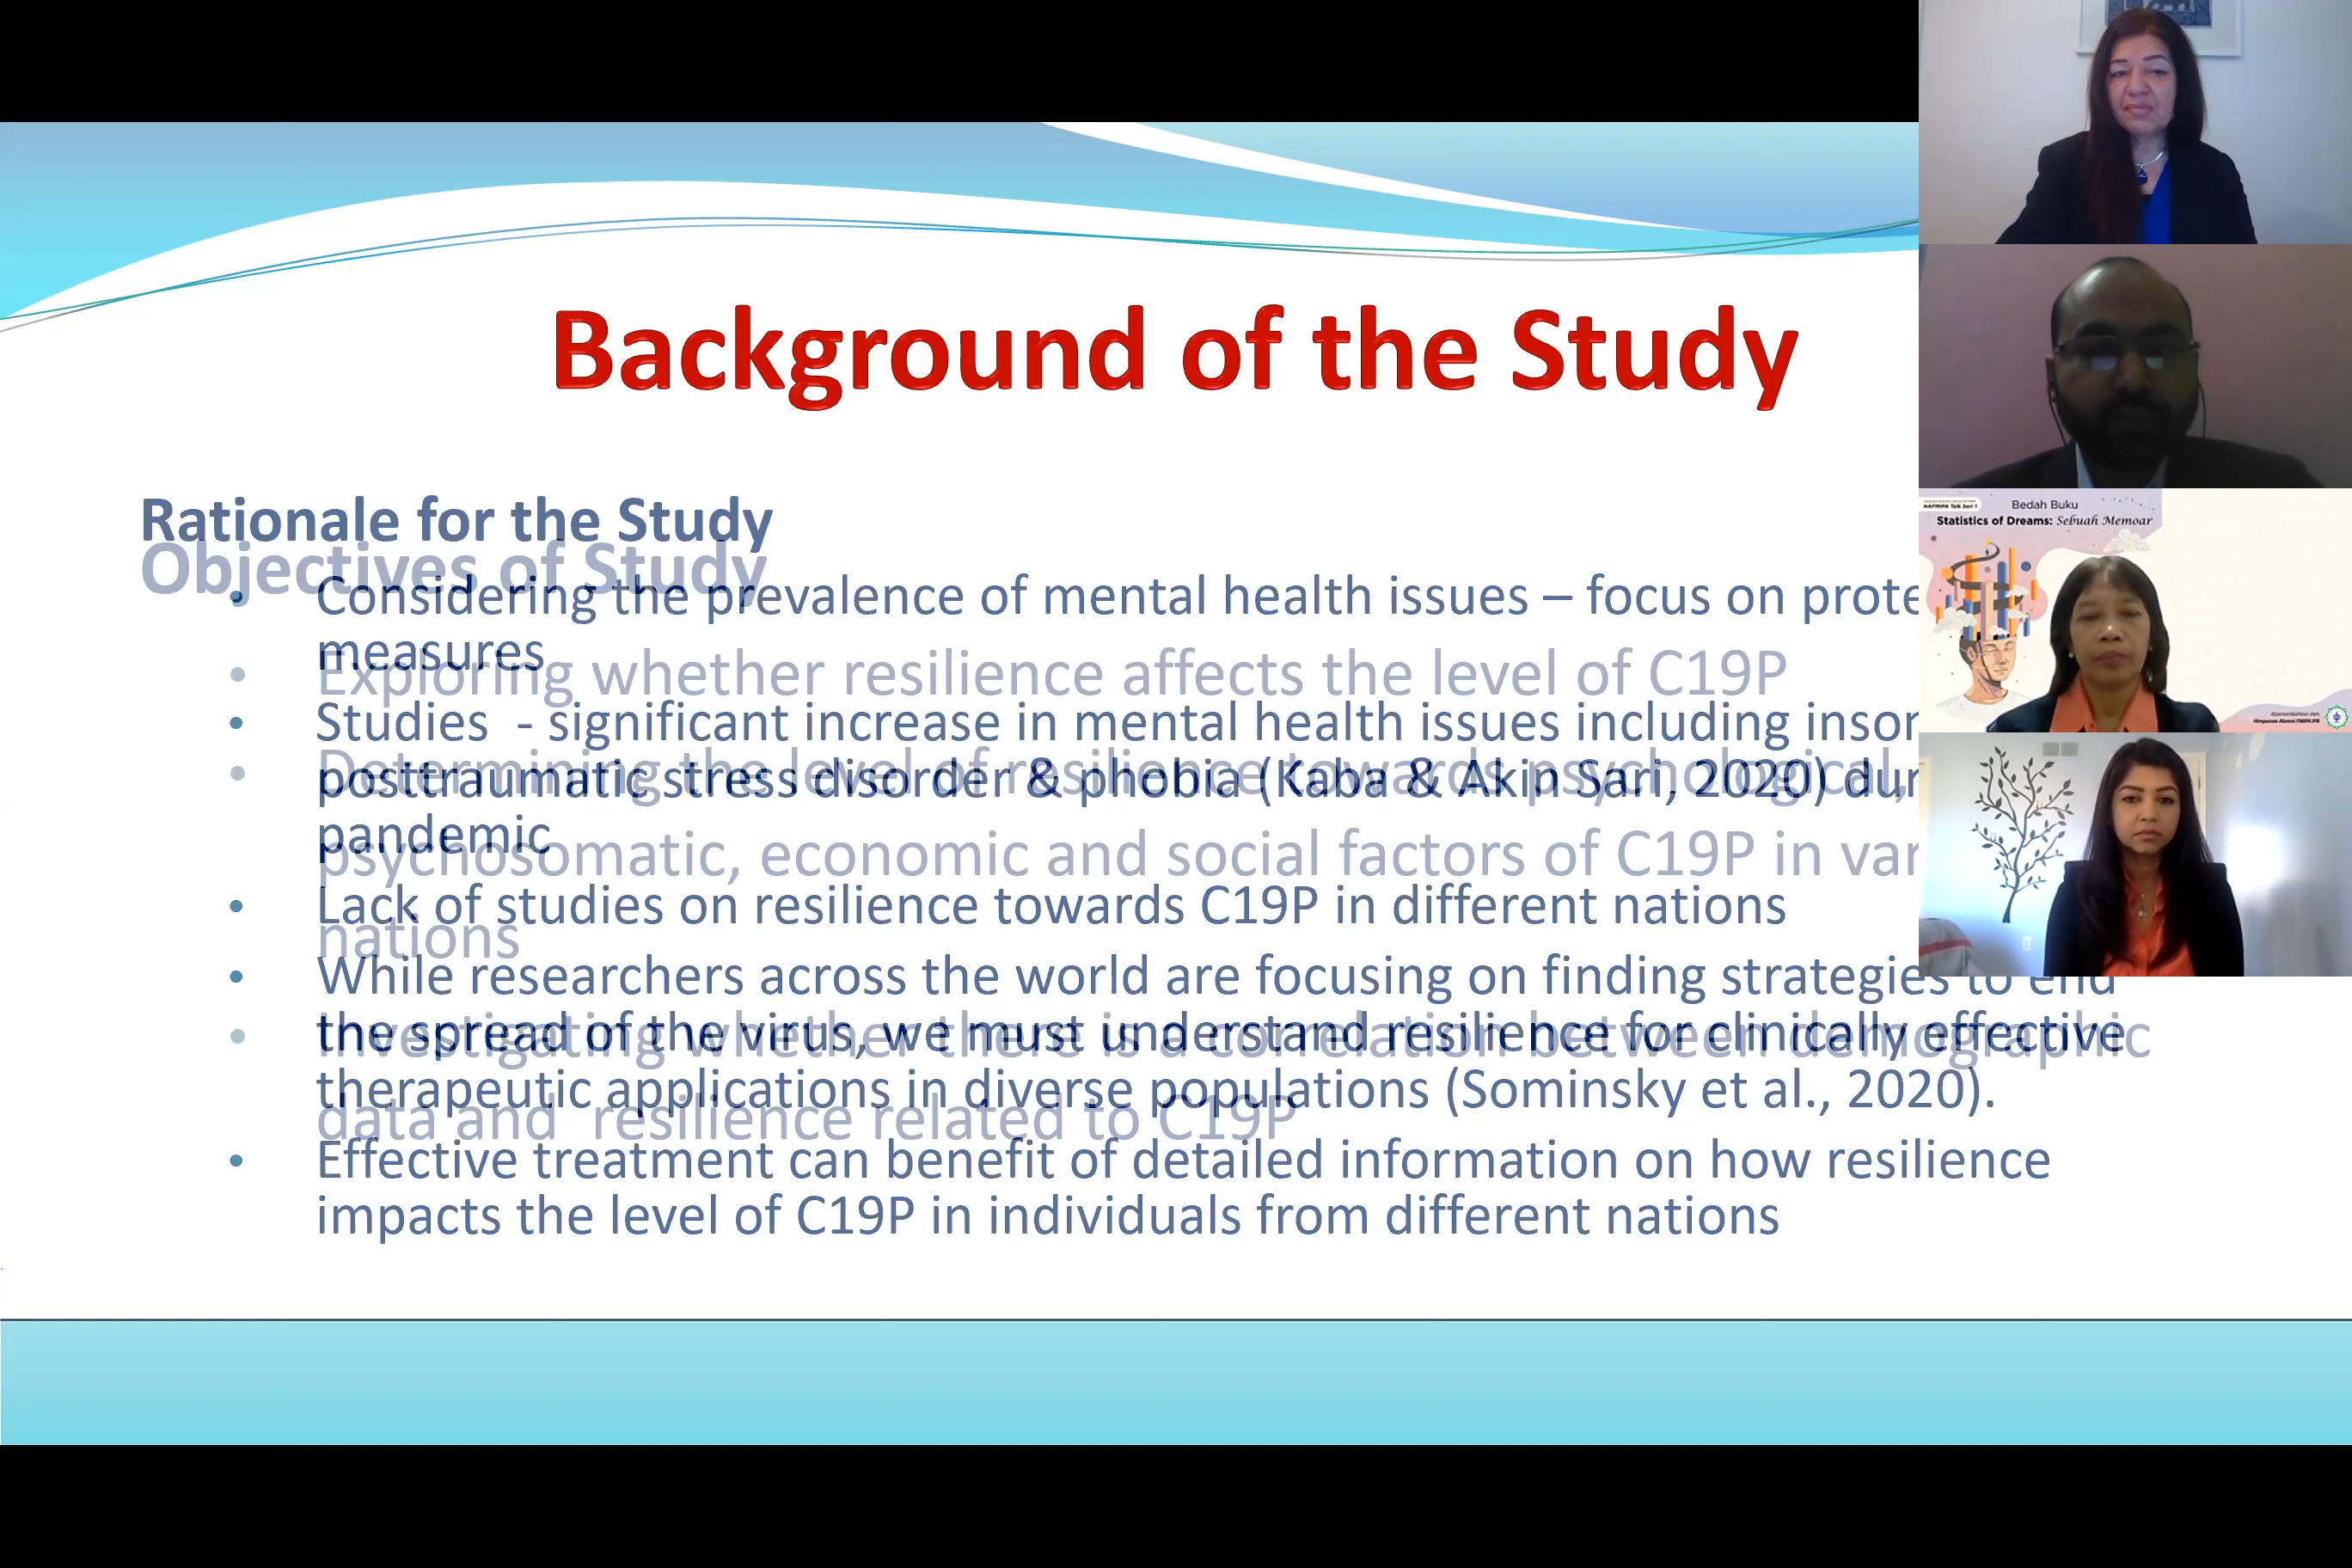 Background of the Study
Rationale for the Study
Considering the prevalence of mental health issues – focus on prote
measures
Studies - significant increase in mental health issues including insor
posttraumatic stress disorder & phobia (Kaba & Akin Sari, 2020) dur
pandemic
Lack of studies on resilience towards C19P in different nations
While researchers across the world are focusing on finding strategies to end
the spread of the virus, we must understand resilience for clinically effective
therapeutic applications in diverse populations (Sominsky et al., 2020).
Effective treatment can benefit of detailed information on how resilience
impacts the level of C19P in individuals from different nations
Objectives of Study
Exploring whether resilience affects the level of C19P
Determining the level of resilience towards psychological,
psychosomatic, economic and social factors of C19P in var
nations
Investigating whether there is a correlation between demographic
data and resilience related to C19P
Bedah Buku
Statistics of Dreams: Sebuah Memoar
dipersembahkan oleh
Himpunan Alumni FMIPA IPB